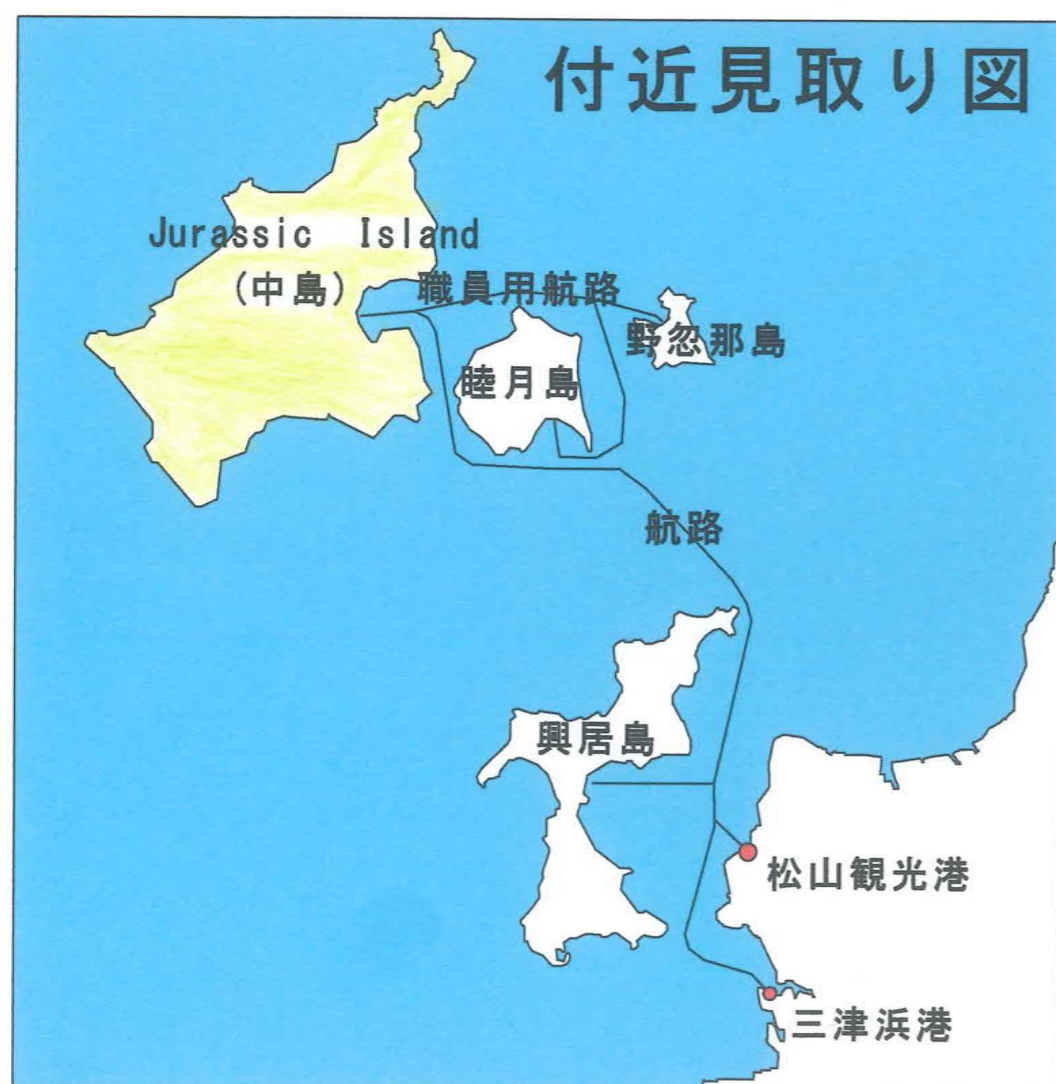 付近見取り図
Jurassic Island
(中島)
職員用航路
野忽那島
睦月島
航路
興居島
松山観光港
三津浜港